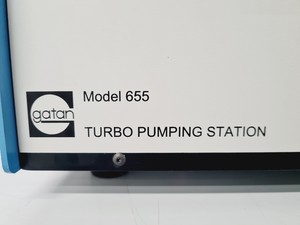 gatan
Model 655
TURBO PUMPING STATION